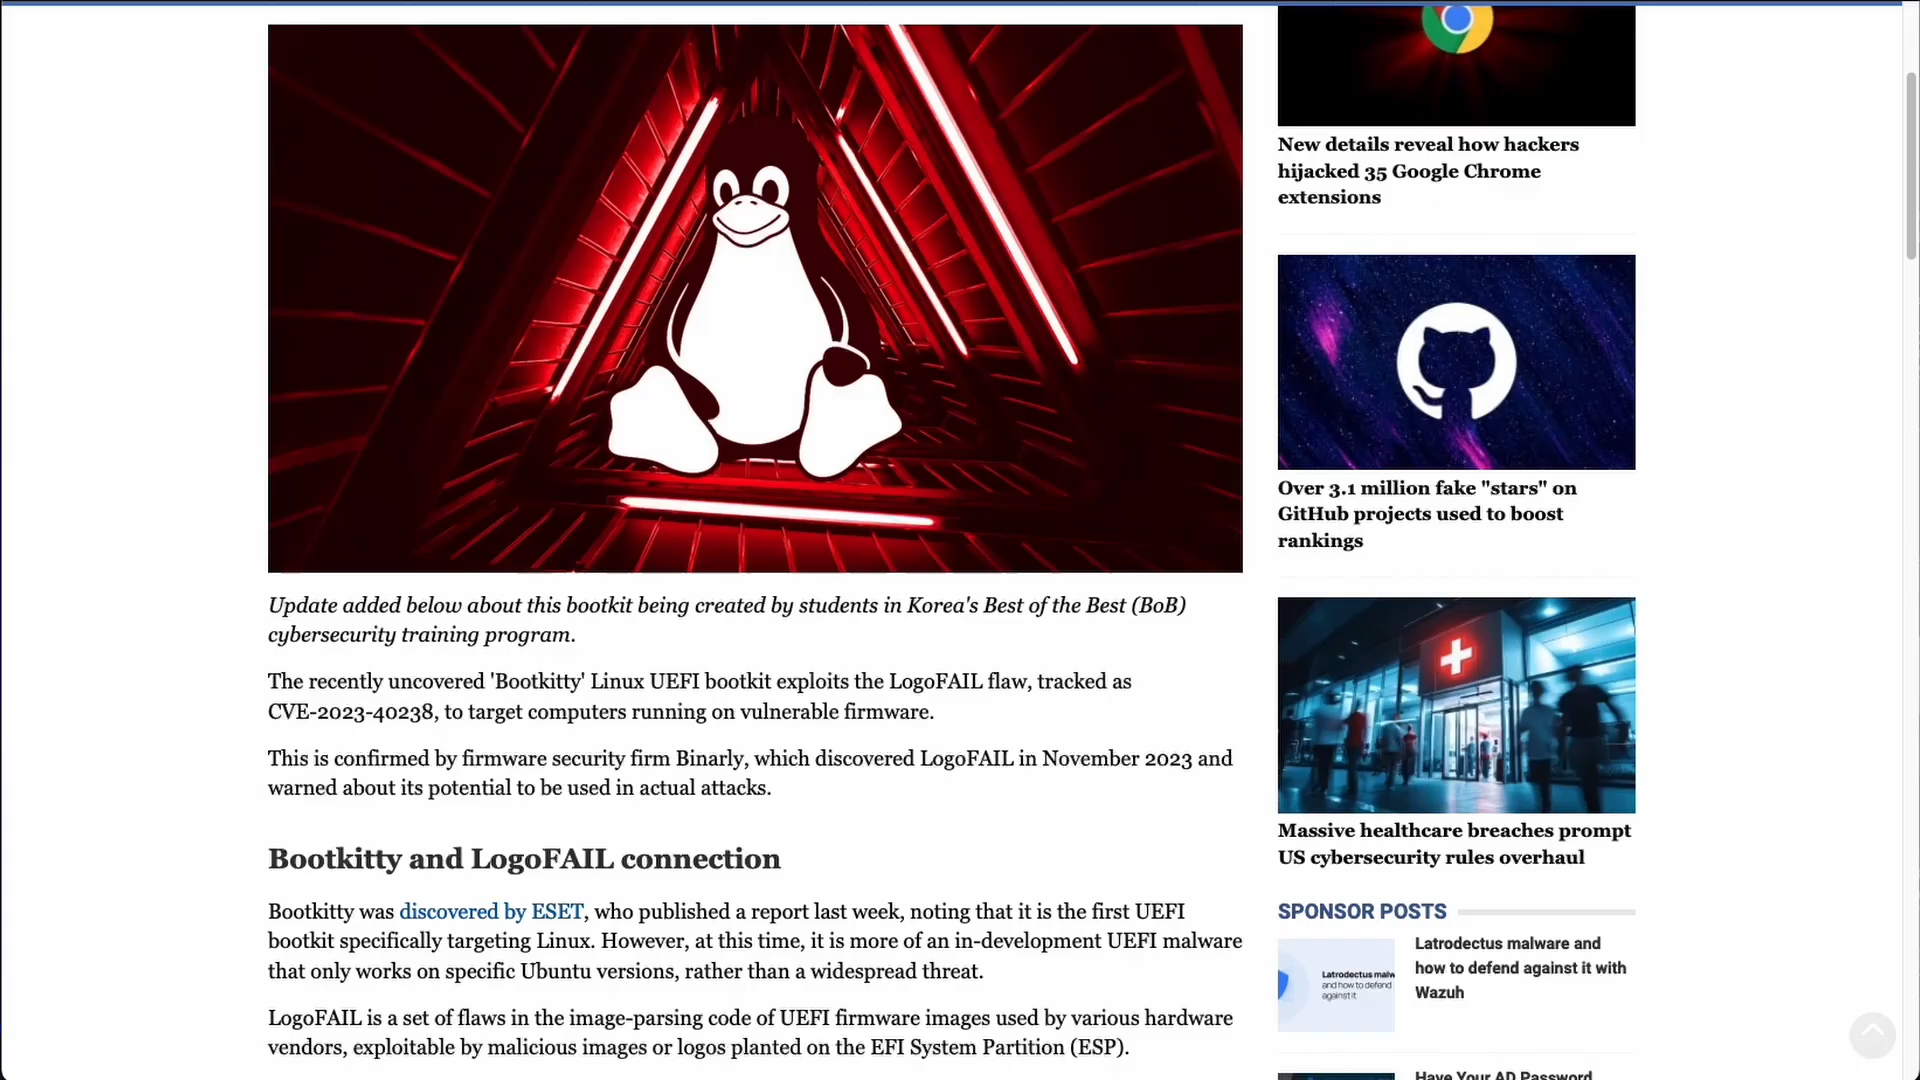 Update added below about this bootkit being created by students in Korea's Best of the Best (BoB)
cybersecurity training program.
The recently uncovered 'Bootkitty' Linux UEFI bootkit exploits the LogoFAIL flaw, tracked as
CVE-2023-40238, to target computers running on vulnerable firmware.
This is confirmed by firmware security firm Binarly, which discovered LogoFAIL in November 2023 and
warned about its potential to be used in actual attacks.
Bootkitty and LogoFAIL connection
Bootkitty was discovered by ESET, who published a report last week, noting that it is the first UEFI
bootkit specifically targeting Linux. However, at this time, it is more of an in-development UEFI malware
that only works on specific Ubuntu versions, rather than a widespread threat.
LogoFAIL is a set of flaws in the image-parsing code of UEFI firmware images used by various hardware
vendors, exploitable by malicious images or logos planted on the EFI System Partition (ESP).
New details reveal how hackers
hijacked 35 Google Chrome
extensions
Over 3.1 million fake "stars" on
GitHub projects used to boost
rankings
Massive healthcare breaches prompt
US cybersecurity rules overhaul
SPONSOR POSTS
Latrodectus malw
and how to defend
against it
Latrodectus malware and
how to defend against it with
Wazuh
Have Your AD Password